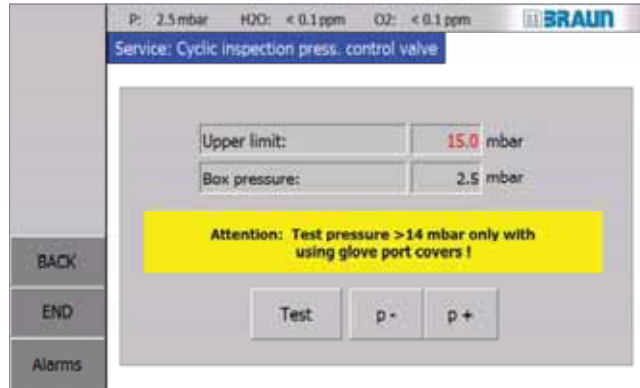 P: 2.5 mbar H2O: < 0.1 ppm O2: < 0.1 ppm MBRAUN
Service: Cyclic inspection press. control valve
Upper limit: 15.0 mbar
Box pressure: 2.5 mbar
Attention: Test pressure >14 mbar only with
using glove port covers !
BACK
END
Alarms
Test p - p +